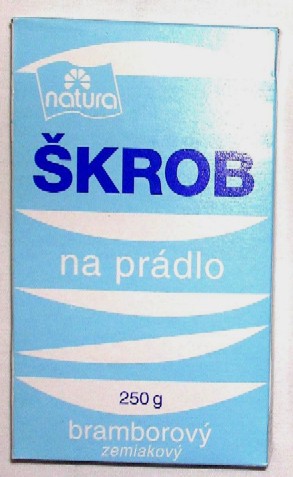 natura
ŠKROB
na prádlo
250 g
bramborový
zemiakový